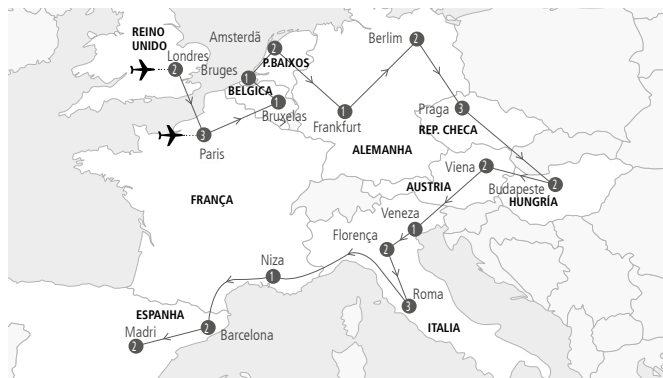 REINO
UNIDO
Londres
2
Amsterdã
2
P.BAIXOS
Bruges
1
BELGICA
1
Bruxelas
Berlim
2
1
Frankfurt
ALEMANHA
Praga
3
REP. CHECA
3
Paris
FRANÇA
Viena
2
AUSTRIA
Budapeste
2
HUNGRÍA
Veneza
1
Florença
2
Roma
3
ITALIA
Niza
1
ESPANHA
Madri
2
2
Barcelona